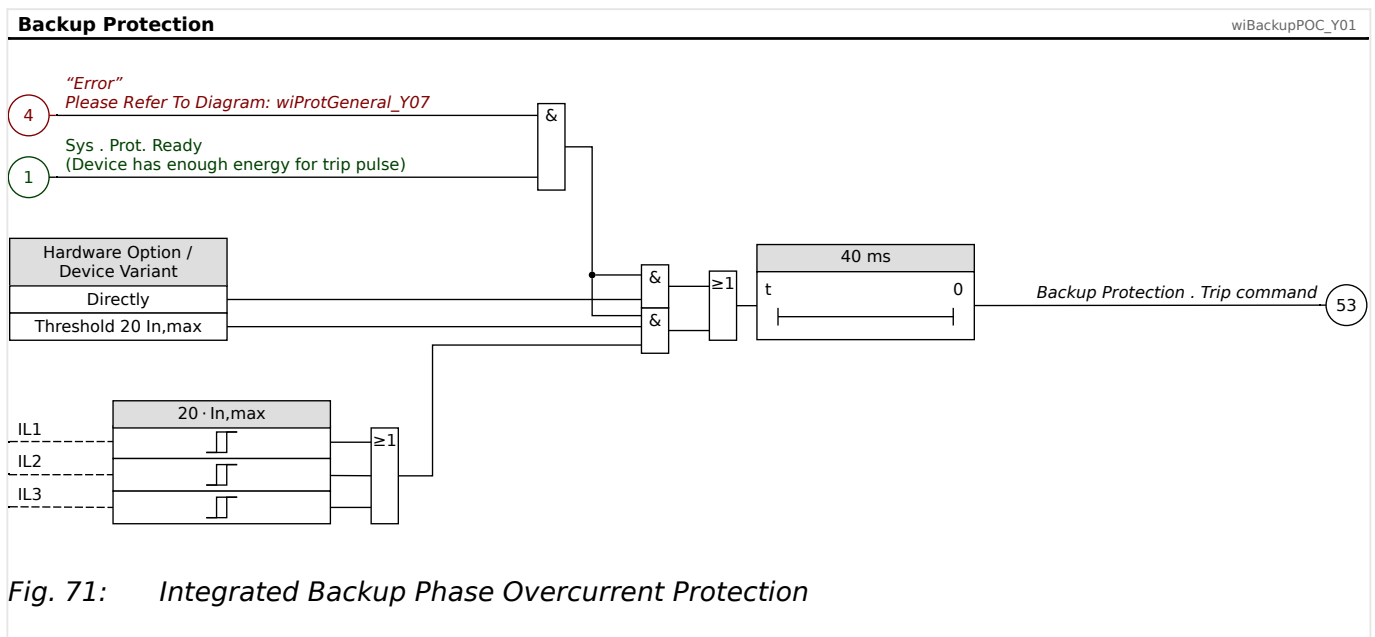 Backup Protection
wiBackupPOC_Y01
“Error”
Please Refer To Diagram: wiProtGeneral_Y07
4
&
Sys . Prot. Ready
(Device has enough energy for trip pulse)
1
Hardware Option /
Device Variant
Directly
Threshold 20 In,max
&
&
≥1
40 ms
t 0
Backup Protection . Trip command
53
20 · In,max
IL1
IL2
IL3
≥1
Fig. 71: Integrated Backup Phase Overcurrent Protection